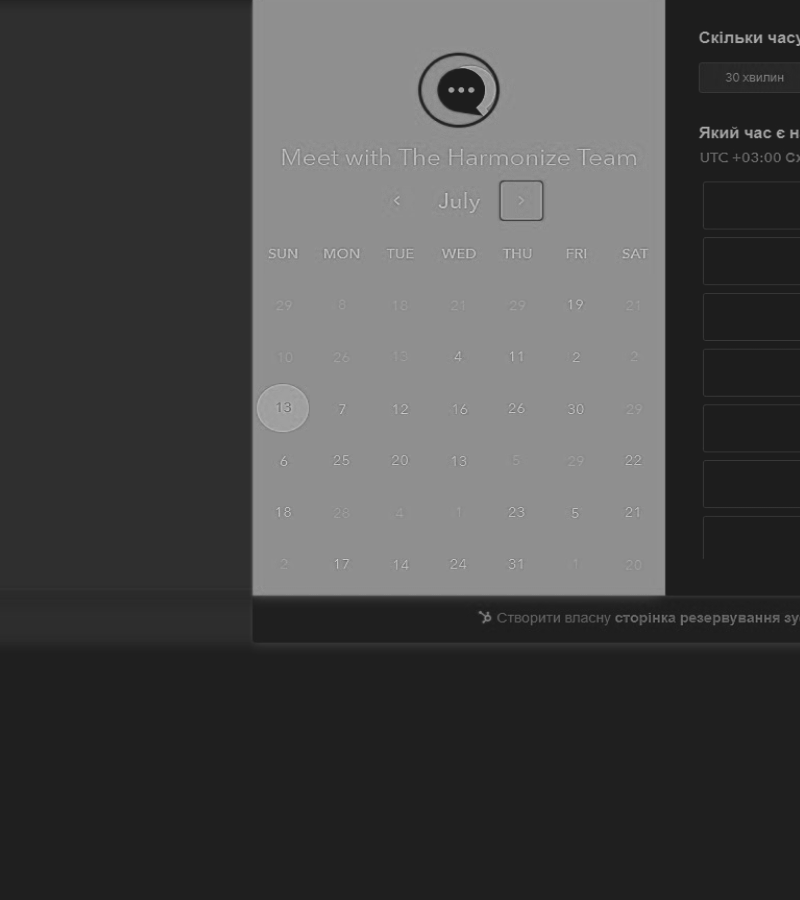 Meet with The Harmonize Team
July
SUN MON TUE WED THU FRI SAT
29 8 18 21 29 19 21
10 26 13 4 11 2 2
13 7 12 16 26 30 29
6 25 20 13 5 29 22
18 28 4 1 23 5 21
2 17 14 24 31 1 20
Скільки часу
30 хвилин
Який час є н
UTC +03:00 Сх
Створити власну сторінка резервування зу